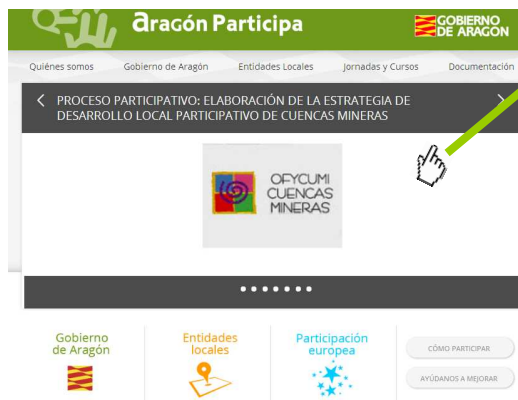 aragón Participa
GOBIERNO
DE ARAGON
Quiénes somos Gobierno de Aragón Entidades Locales Jornadas y Cursos Documentación
PROCESO PARTICIPATIVO: ELABORACIÓN DE LA ESTRATEGIA DE
DESARROLLO LOCAL PARTICIPATIVO DE CUENCAS MINERAS
OFYCUMI
CUENCAS
MINERAS
Gobierno
de Aragón
Entidades
locales
Participación
europea
CÓMO PARTICIPAR
AYÚDANOS A MEJORAR